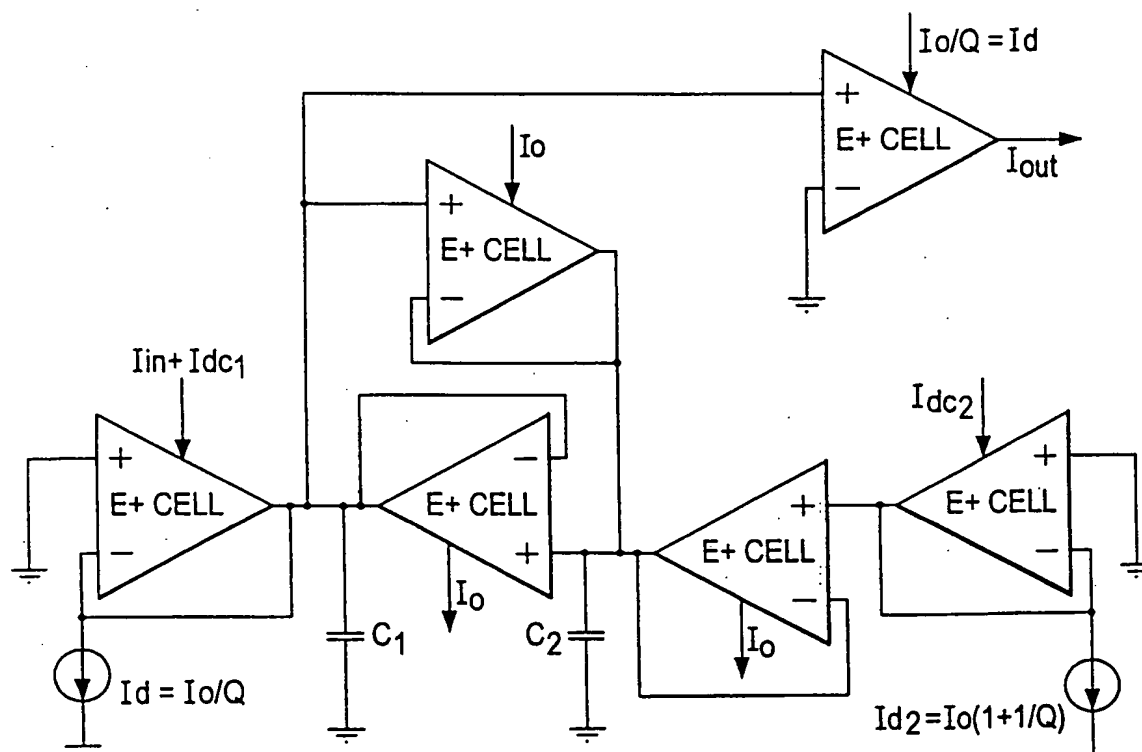 Io/Q = Id
+
E+ CELL
−
Iout
Io
+
E+ CELL
−
Iin+ Idc1
+
E+ CELL
−
−
E+ CELL
+
Io
C1
C2
+
E+ CELL
−
Io
Idc2
+
E+ CELL
−
Id = Io/Q
Id2=Io(1+1/Q)